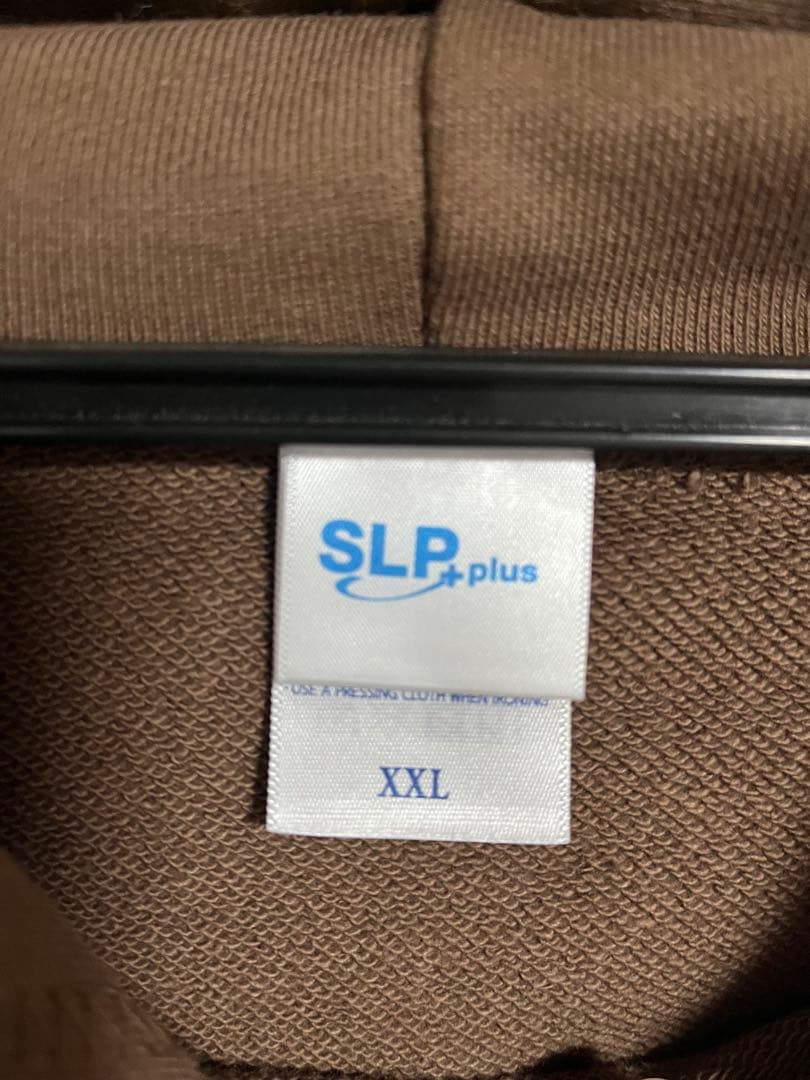 SLP+plus
USE A PRESSING CLOTH WHEN IRONING
XXL